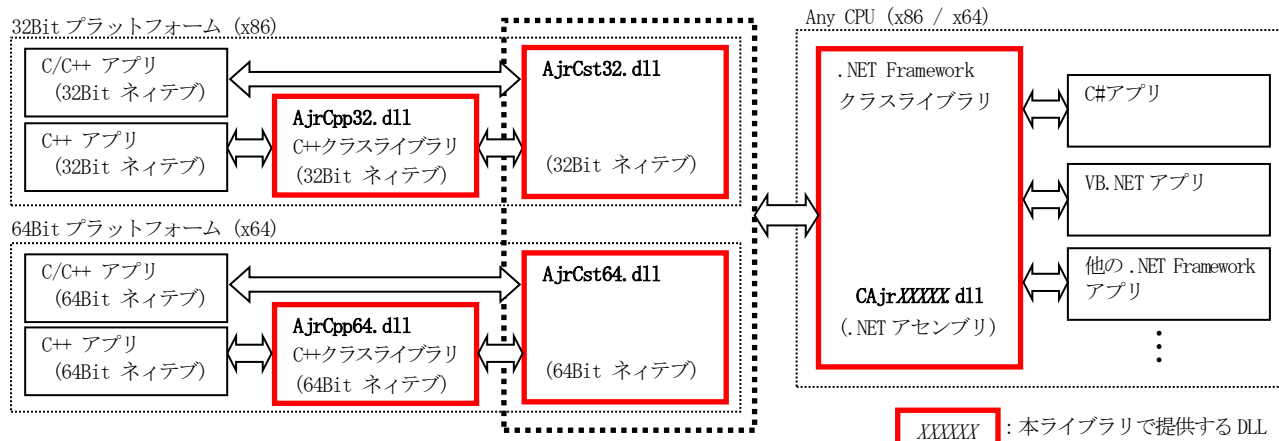 32Bit プラットフォーム (x86)
C/C++ アプリ
(32Bit ネィテブ)
C++ アプリ
(32Bit ネィテブ)
AjrCpp32.dll
C++クラスライブラリ
(32Bit ネィテブ)
AjrCst32.dll
(32Bit ネィテブ)
64Bit プラットフォーム (x64)
C/C++ アプリ
(64Bit ネィテブ)
C++ アプリ
(64Bit ネィテブ)
AjrCpp64.dll
C++クラスライブラリ
(64Bit ネィテブ)
AjrCst64.dll
(64Bit ネィテブ)
Any CPU (x86 / x64)
.NET Framework
クラスライブラリ
CAjrXXXXX.dll
(.NET アセンブリ)
C#アプリ
VB.NET アプリ
他の .NET Framework
アプリ
XXXXXX :本ライブラリで提供する DLL